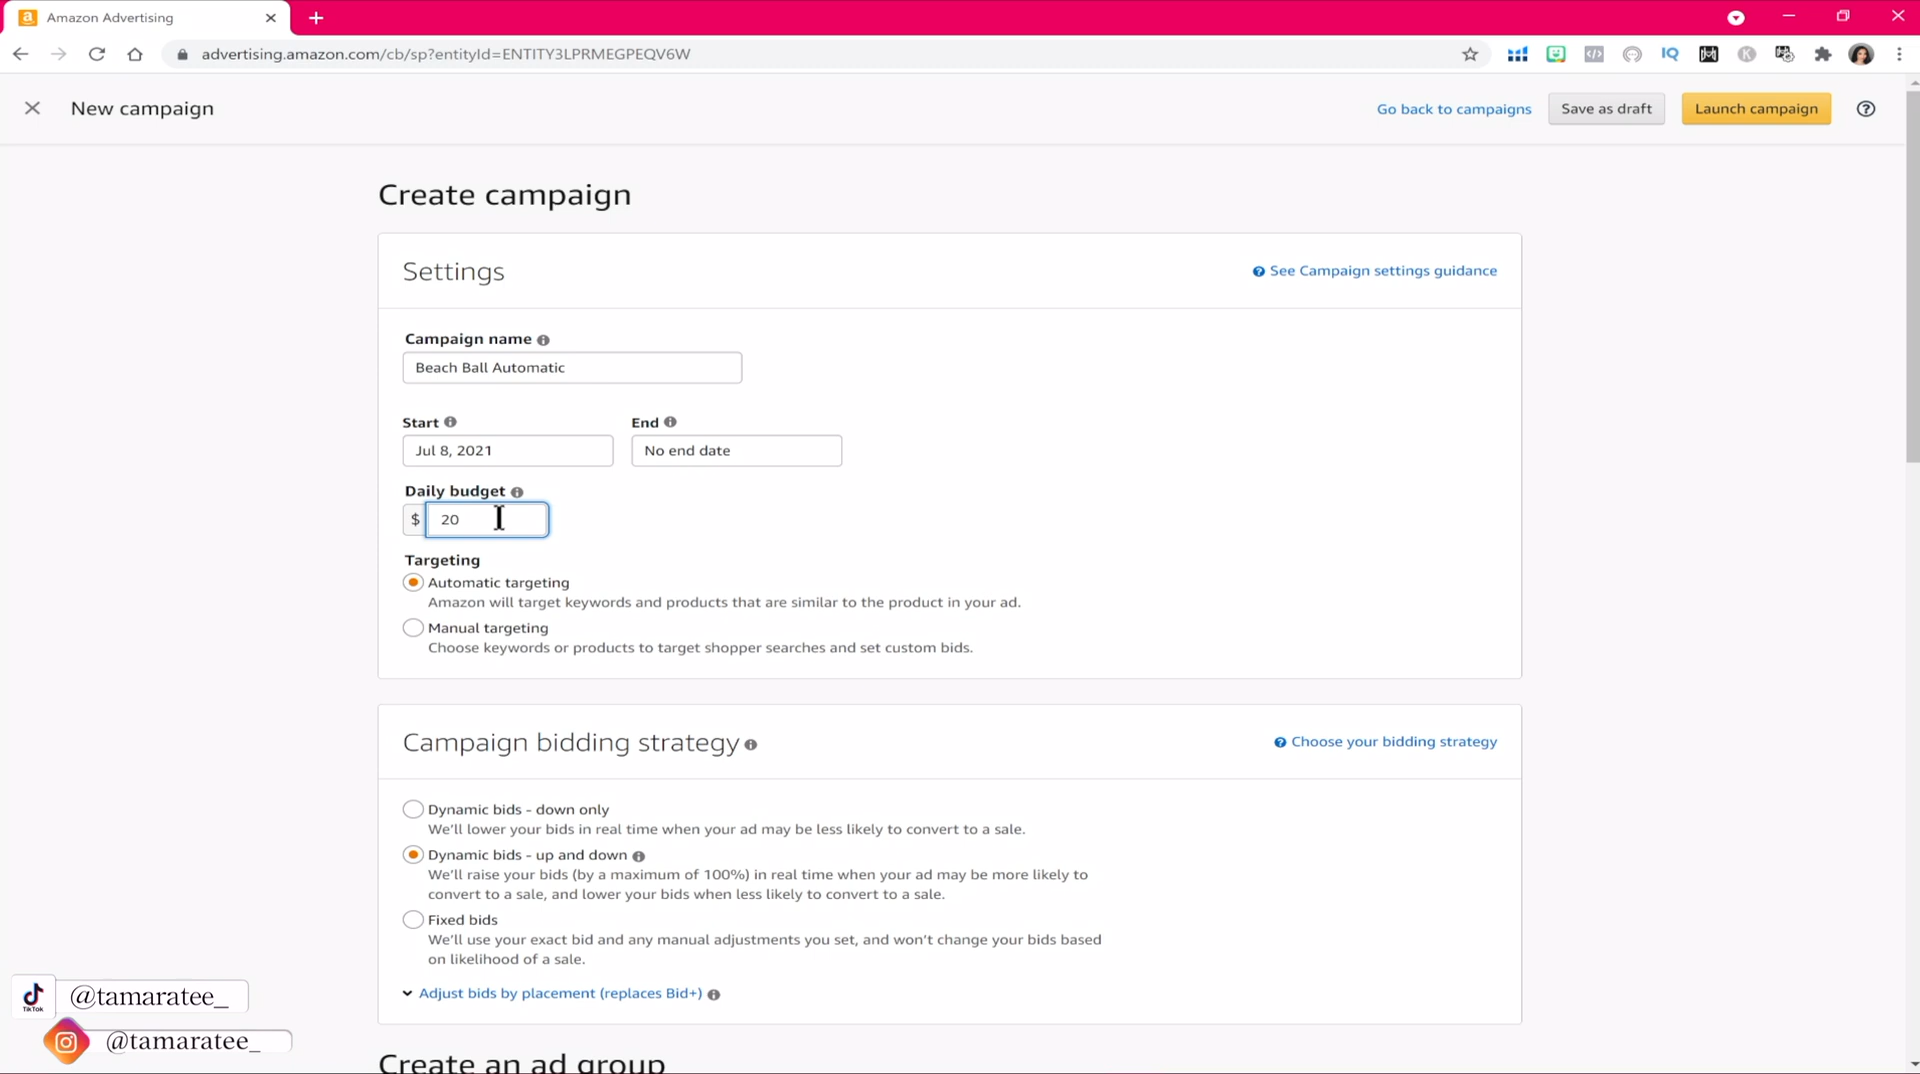 Amazon Advertising
advertising.amazon.com/cb/sp?entityId=ENTITY3LPRMEGPEQV6W
IQ
K
New campaign
Go back to campaigns
Save as draft
Launch campaign
Create campaign
Settings
See Campaign settings guidance
Campaign name
Beach Ball Automatic
Start
End
Jul 8, 2021
No end date
Daily budget
$ 20
Targeting
Automatic targeting
Amazon will target keywords and products that are similar to the product in your ad.
Manual targeting
Choose keywords or products to target shopper searches and set custom bids.
Campaign bidding strategy
Choose your bidding strategy
Dynamic bids - down only
We'll lower your bids in real time when your ad may be less likely to convert to a sale.
Dynamic bids - up and down
We'll raise your bids (by a maximum of 100%) in real time when your ad may be more likely to
convert to a sale, and lower your bids when less likely to convert to a sale.
Fixed bids
We'll use your exact bid and any manual adjustments you set, and won't change your bids based
on likelihood of a sale.
Adjust bids by placement (replaces Bid+)
TikTok
@tamaratee_
@tamaratee_
Create an ad group